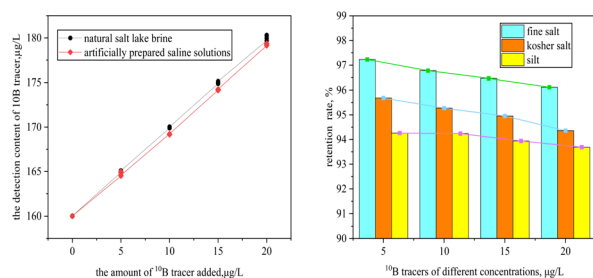 natural salt lake brine
artificially prepared saline solutions
the detection content of 10B tracer,μg/L
180
175
170
165
160
0
5
10
15
20
the amount of ¹⁰B tracer added,μg/L
fine salt
kosher salt
silt
retention rate, %
98
97
96
95
94
93
92
91
90
5
10
15
20
¹⁰B tracers of different concentrations, μg/L